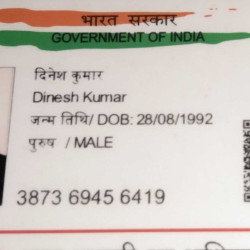 भारत सरकार
GOVERNMENT OF INDIA
दिनेश कुमार
Dinesh Kumar
जन्म तिथि/ DOB: 28/08/1992
पुरुष / MALE
3873 6945 6419